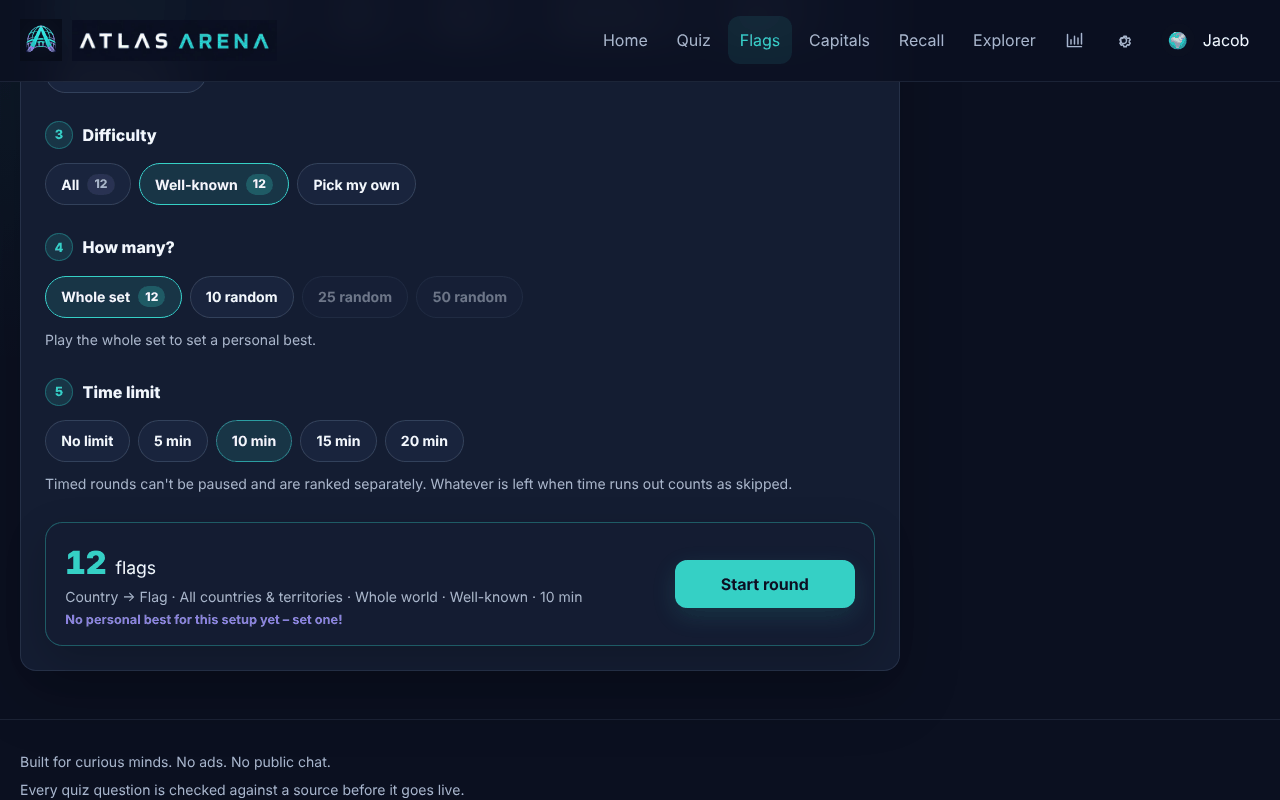 ATLAS ARENA
Home Quiz Flags Capitals Recall Explorer Jacob
3 Difficulty
All 12 Well-known 12 Pick my own
4 How many?
Whole set 12 10 random 25 random 50 random
Play the whole set to set a personal best.
5 Time limit
No limit 5 min 10 min 15 min 20 min
Timed rounds can't be paused and are ranked separately. Whatever is left when time runs out counts as skipped.
12 flags
Country → Flag · All countries & territories · Whole world · Well-known · 10 min
No personal best for this setup yet – set one!
Start round
Built for curious minds. No ads. No public chat.
Every quiz question is checked against a source before it goes live.